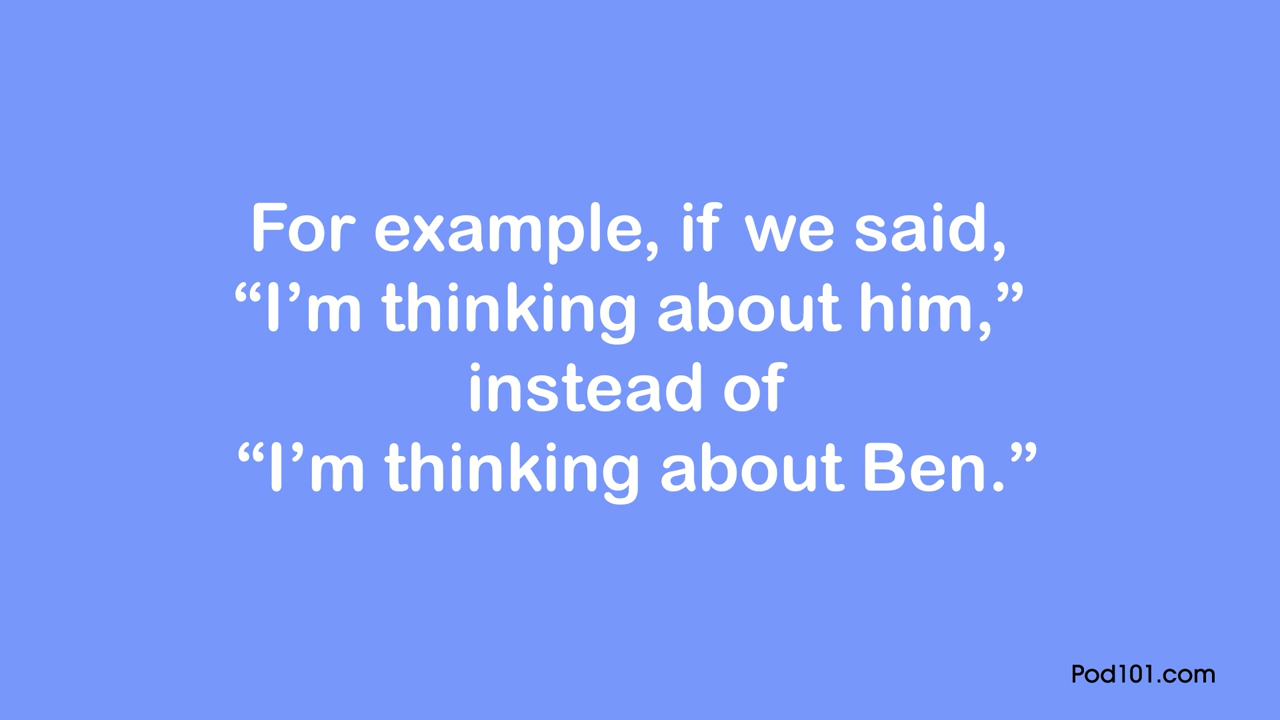 For example, if we said,
“I’m thinking about him,”
instead of
“I’m thinking about Ben.”
Pod101.com